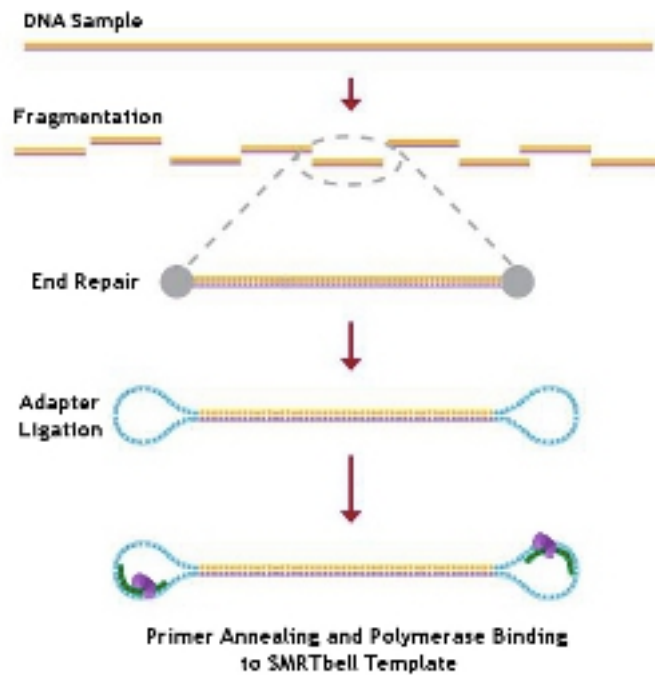 DNA Sample
Fragmentation
End Repair
Adapter
Ligation
Primer Annealing and Polymerase Binding
to SMRTbell Template